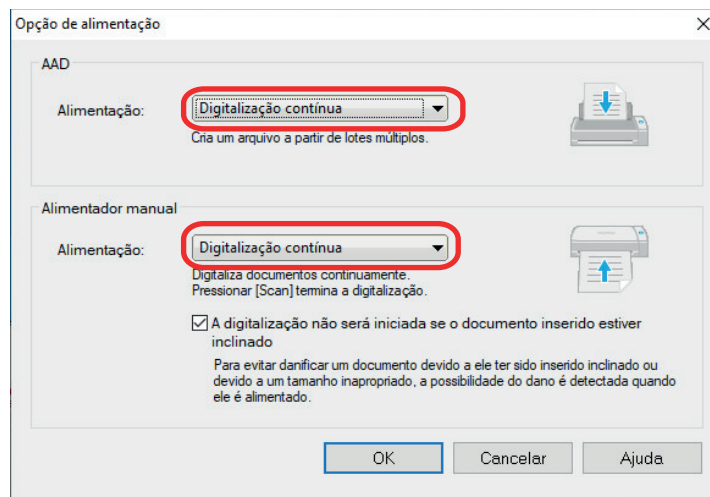 Opção de alimentação
AAD
Alimentação:
Digitalização contínua
Cria um arquivo a partir de lotes múltiplos.
Alimentador manual
Alimentação:
Digitalização contínua
Digitaliza documentos continuamente.
Pressionar [Scan] termina a digitalização.
A digitalização não será iniciada se o documento inserido estiver
inclinado
Para evitar danificar um documento devido a ele ter sido inserido inclinado ou
devido a um tamanho inapropriado, a possibilidade do dano é detectada quando
ele é alimentado.
OK
Cancelar
Ajuda